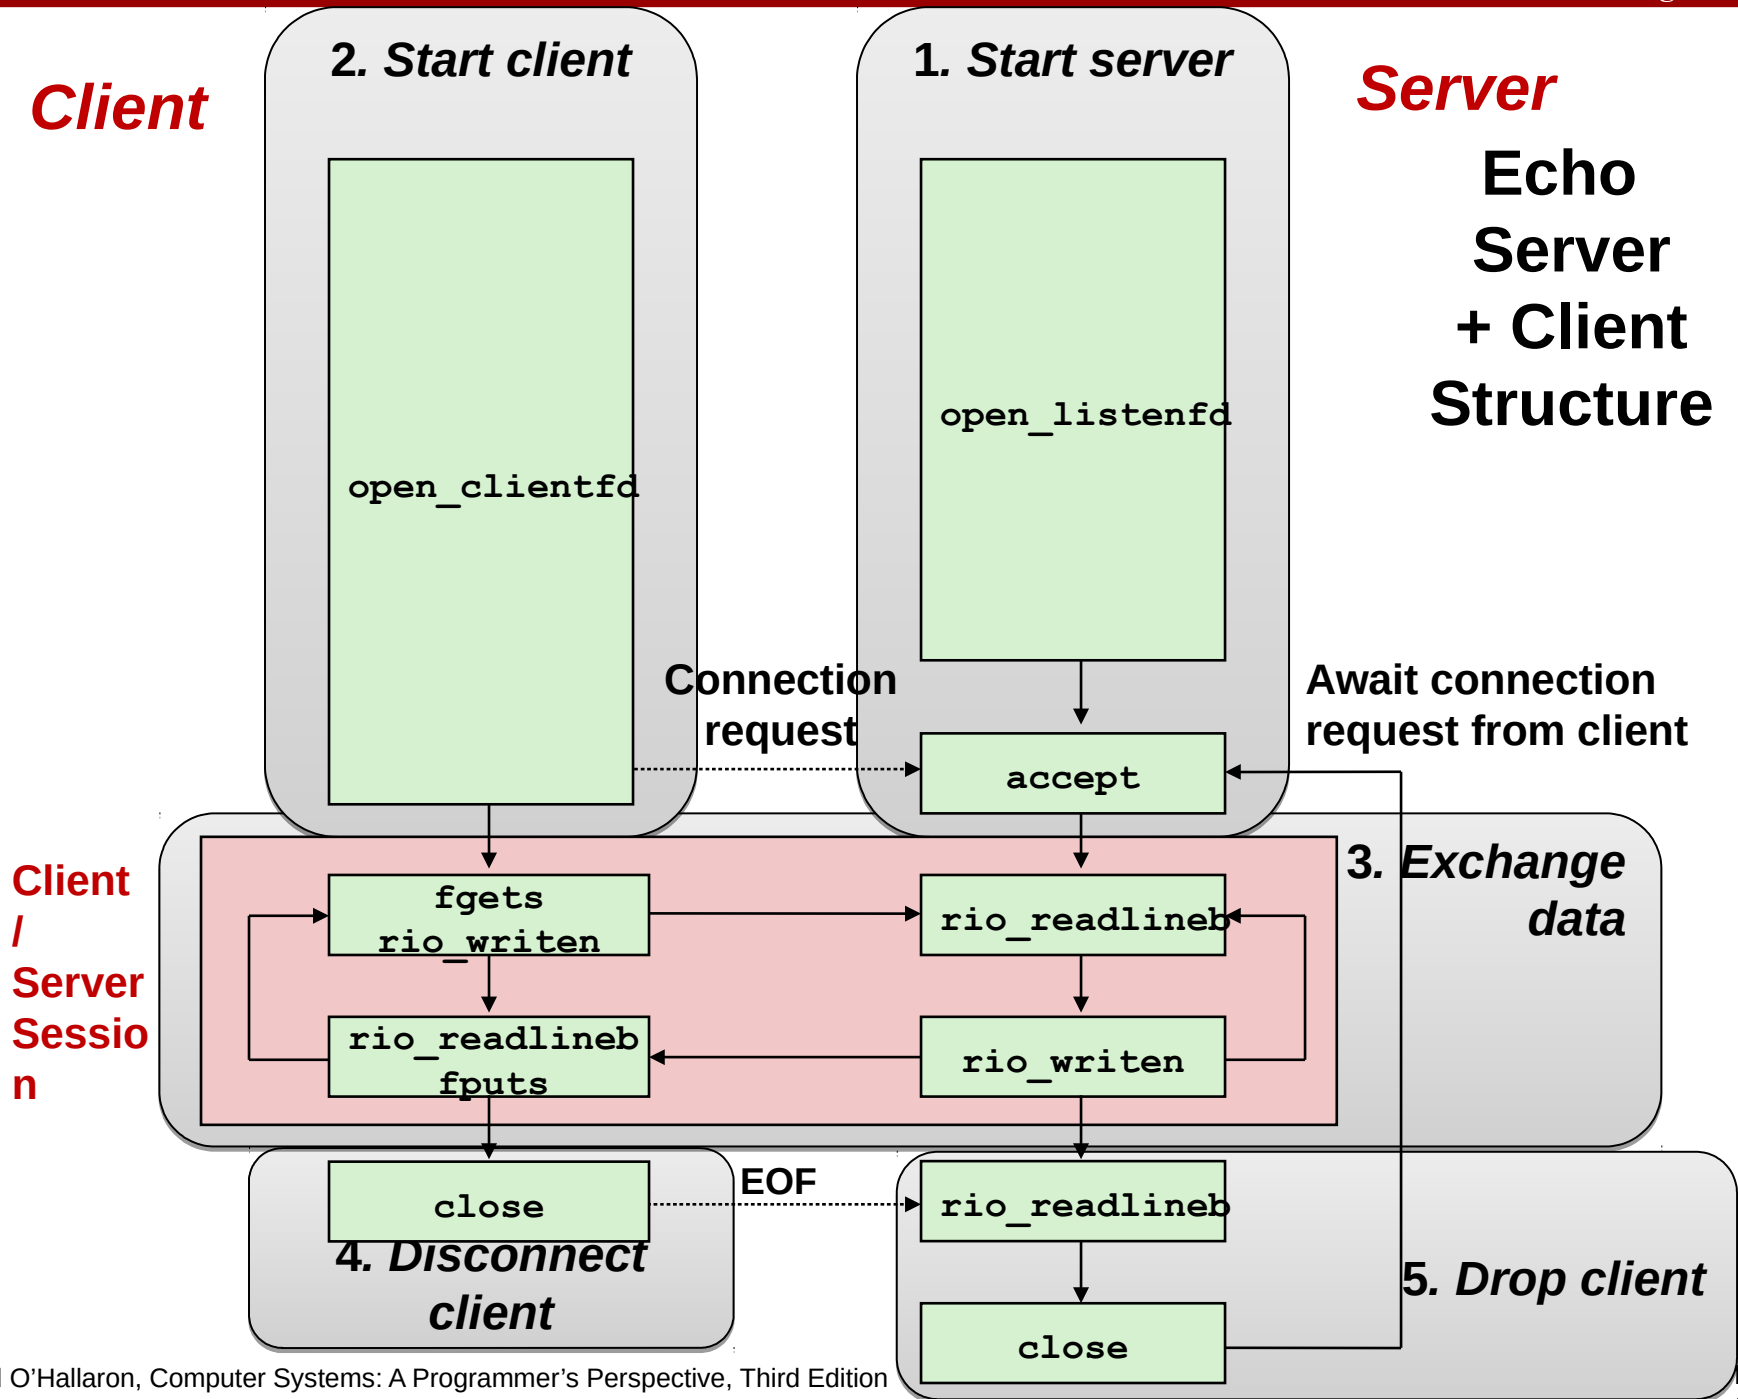 Client
2. Start client
1. Start server
Server
Echo
Server
+ Client
Structure
open_clientfd
open_listenfd
Connection
request
Await connection
request from client
accept
Client
/
Server
Sessio
n
3. Exchange
data
fgets
rio_writen
rio_readlineb
rio_readlineb
fputs
rio_writen
close
EOF
rio_readlineb
4. Disconnect
client
5. Drop client
close
O’Hallaron, Computer Systems: A Programmer’s Perspective, Third Edition